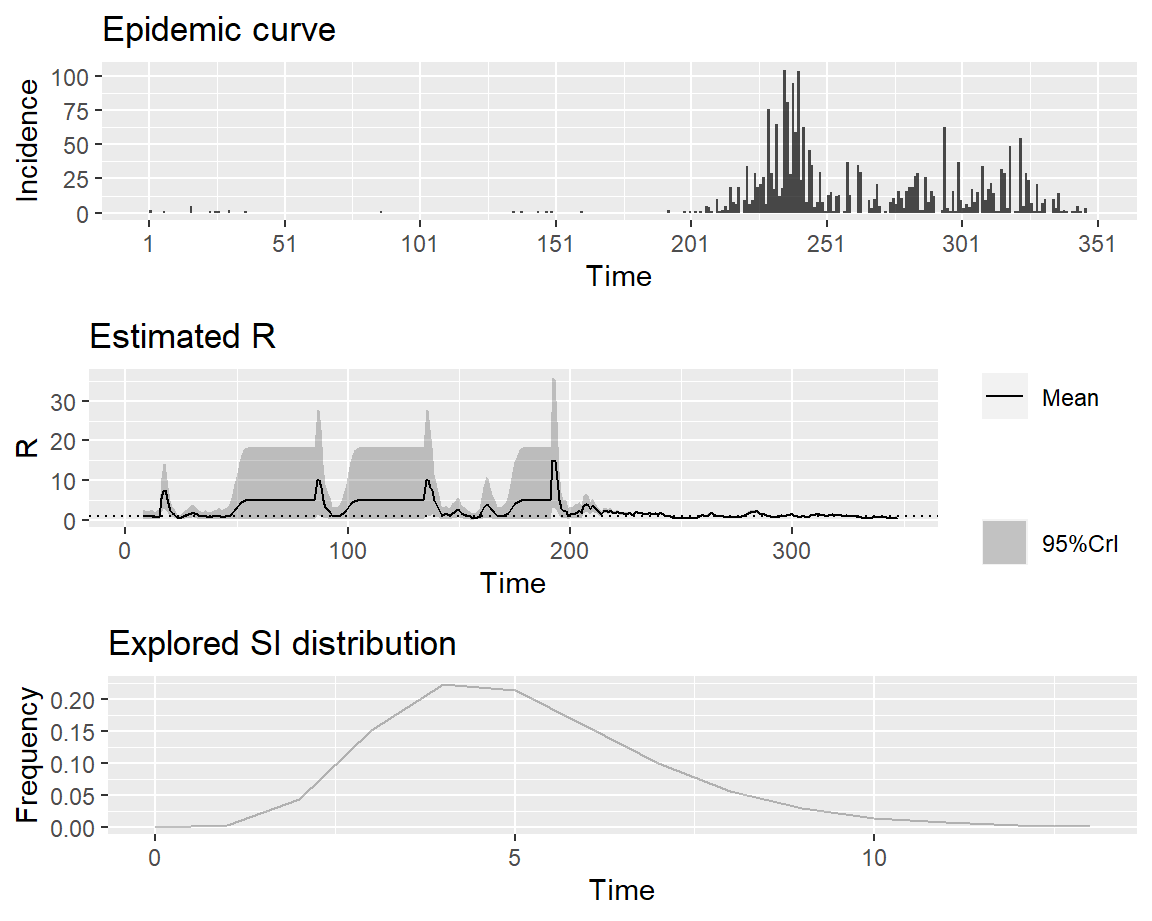 Epidemic curve
Incidence
100
75
50
25
0
1 51 101 151 201 251 301 351
Time
Estimated R
R
30
20
10
0
0 100 200 300
Time
Mean
95%CrI
Explored SI distribution
Frequency
0.20
0.15
0.10
0.05
0.00
0 5 10
Time